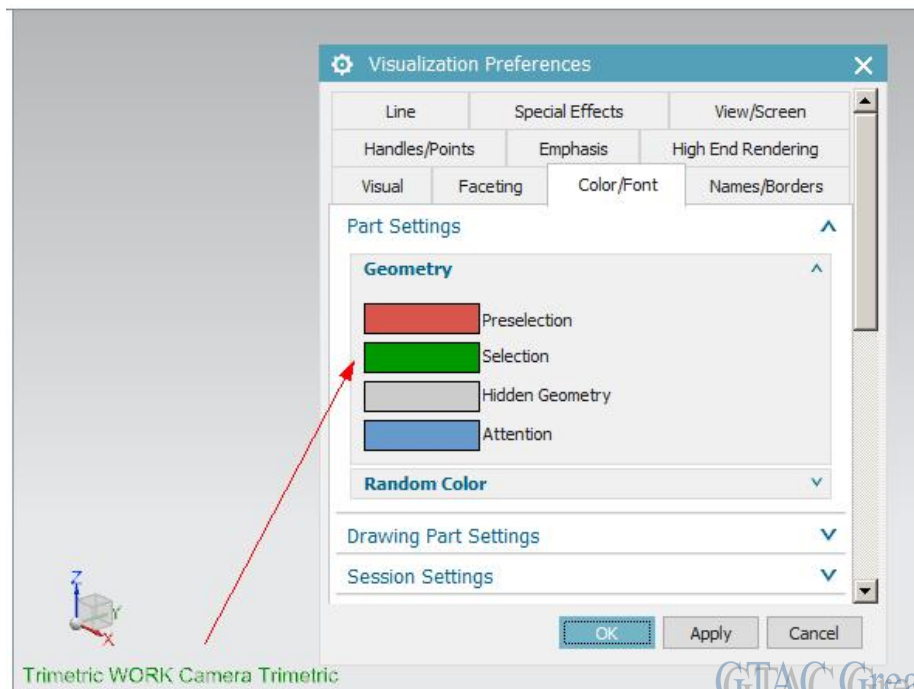 Visualization Preferences
Line Special Effects View/Screen
Handles/Points Emphasis High End Rendering
Visual Faceting Color/Font Names/Borders
Part Settings
Geometry
Preselection
Selection
Hidden Geometry
Attention
Random Color
Drawing Part Settings
Session Settings
OK Apply Cancel
Z
Y
X
Trimetric WORK Camera Trimetric
GTAC